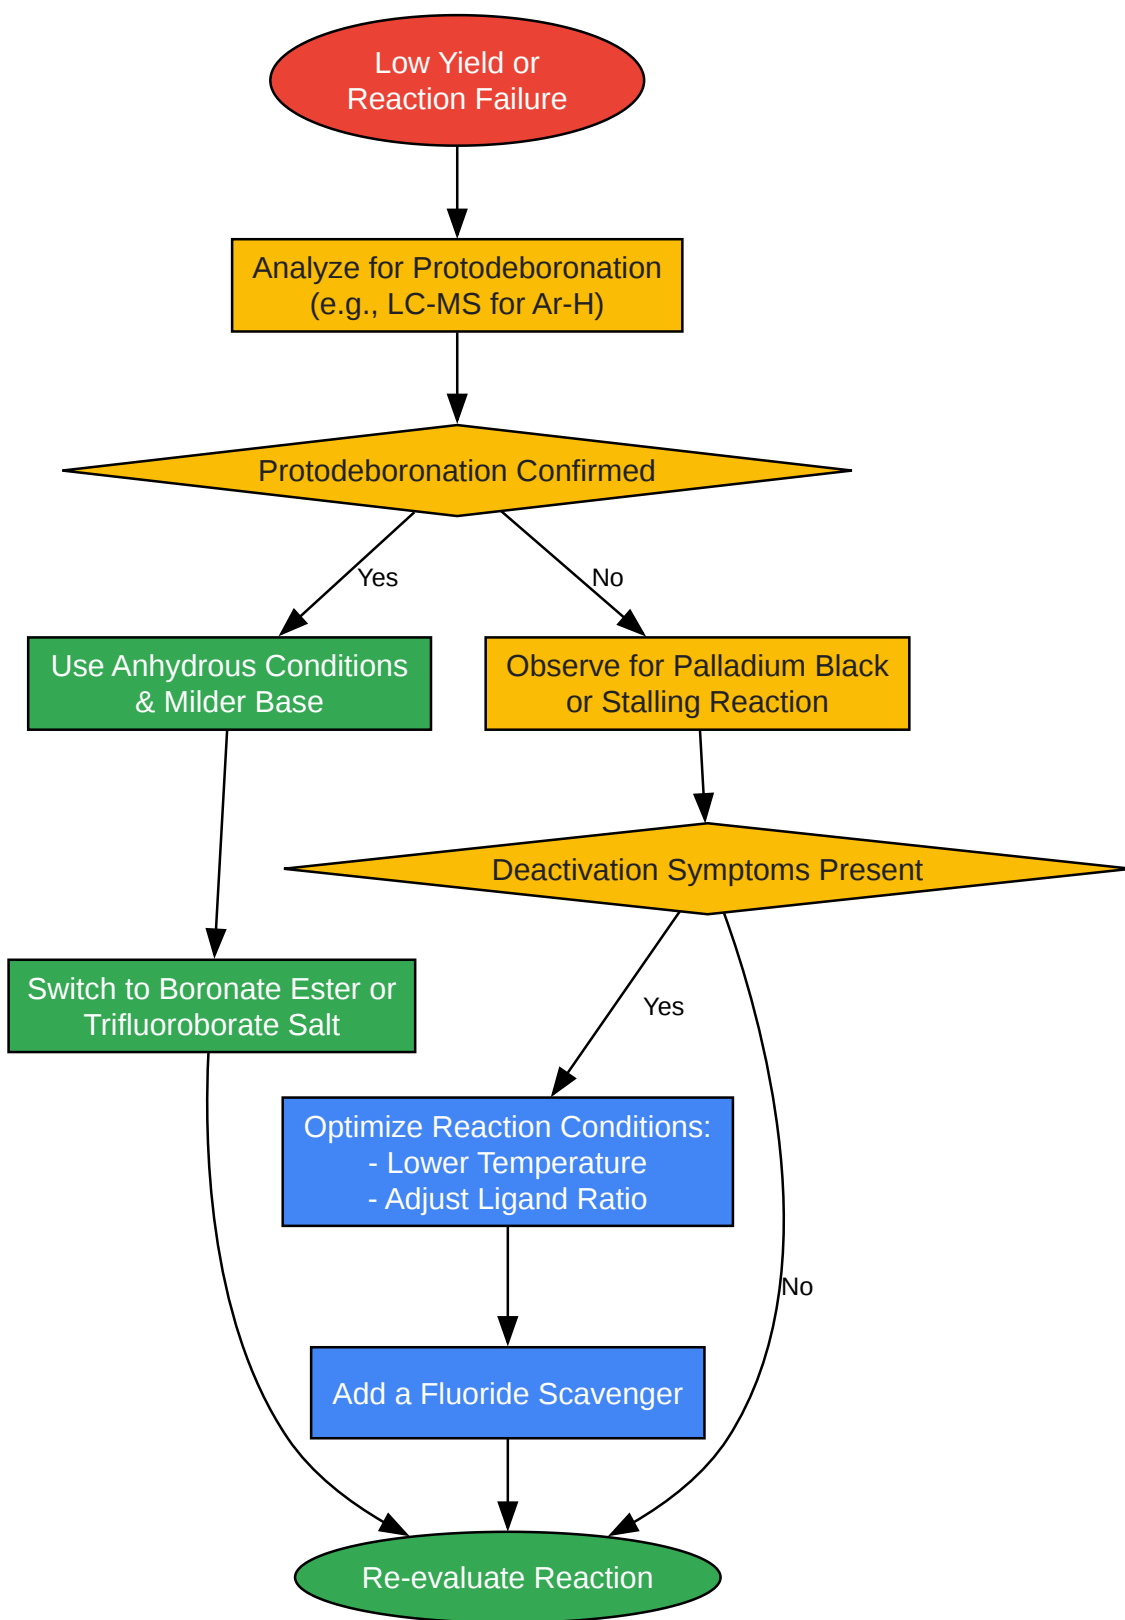 Low Yield or
Reaction Failure
Analyze for Protodeboronation
(e.g., LC-MS for Ar-H)
Protodeboronation Confirmed
Yes
No
Use Anhydrous Conditions
& Milder Base
Observe for Palladium Black
or Stalling Reaction
Deactivation Symptoms Present
Switch to Boronate Ester or
Trifluoroborate Salt
Yes
Optimize Reaction Conditions:
- Lower Temperature
- Adjust Ligand Ratio
No
Add a Fluoride Scavenger
Re-evaluate Reaction